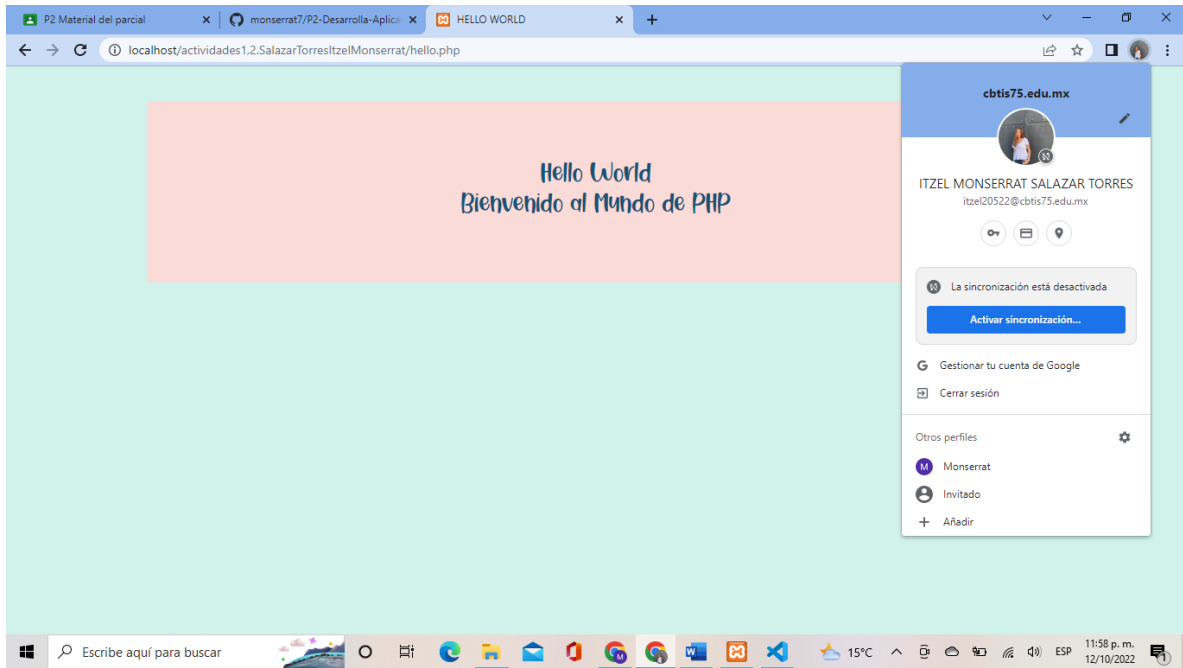 P2 Material del parcial
monserrat7/P2-Desarrolla-Aplica
HELLO WORLD
localhost/actividades1,2.SalazarTorresItzelMonserrat/hello.php
Hello World
Bienvenido al Mundo de PHP
cbtis75.edu.mx
ITZEL MONSERRAT SALAZAR TORRES
itzel20522@cbtis75.edu.mx
La sincronización está desactivada
Activar sincronización...
G Gestionar tu cuenta de Google
Cerrar sesión
Otros perfiles
M Monserrat
Invitado
Añadir
Escribe aquí para buscar
15°C
ESP
11:58 p. m.
12/10/2022